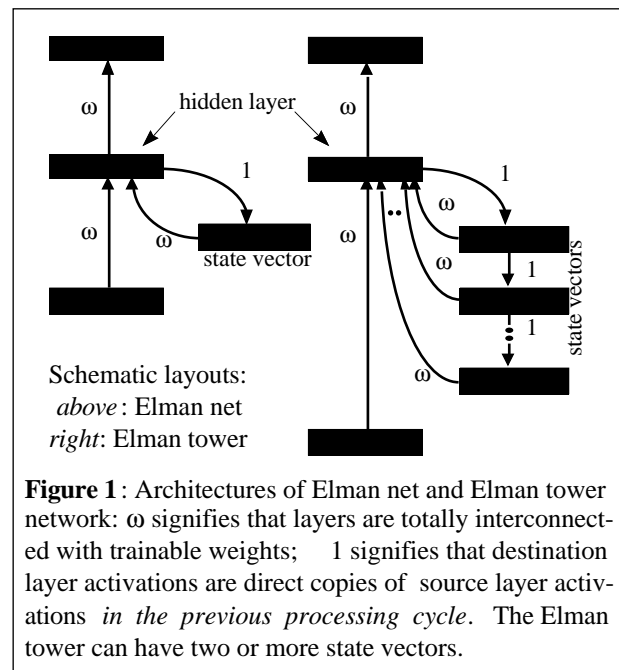 ω
hidden layer
ω
1
1
ω
ω
ω
ω
state vector
ω
ω
1
state vectors
1
ω
Schematic layouts:
above: Elman net
right: Elman tower
Figure 1: Architectures of Elman net and Elman tower
network: ω signifies that layers are totally interconnect-
ed with trainable weights; 1 signifies that destination
layer activations are direct copies of source layer activ-
ations in the previous processing cycle. The Elman
tower can have two or more state vectors.